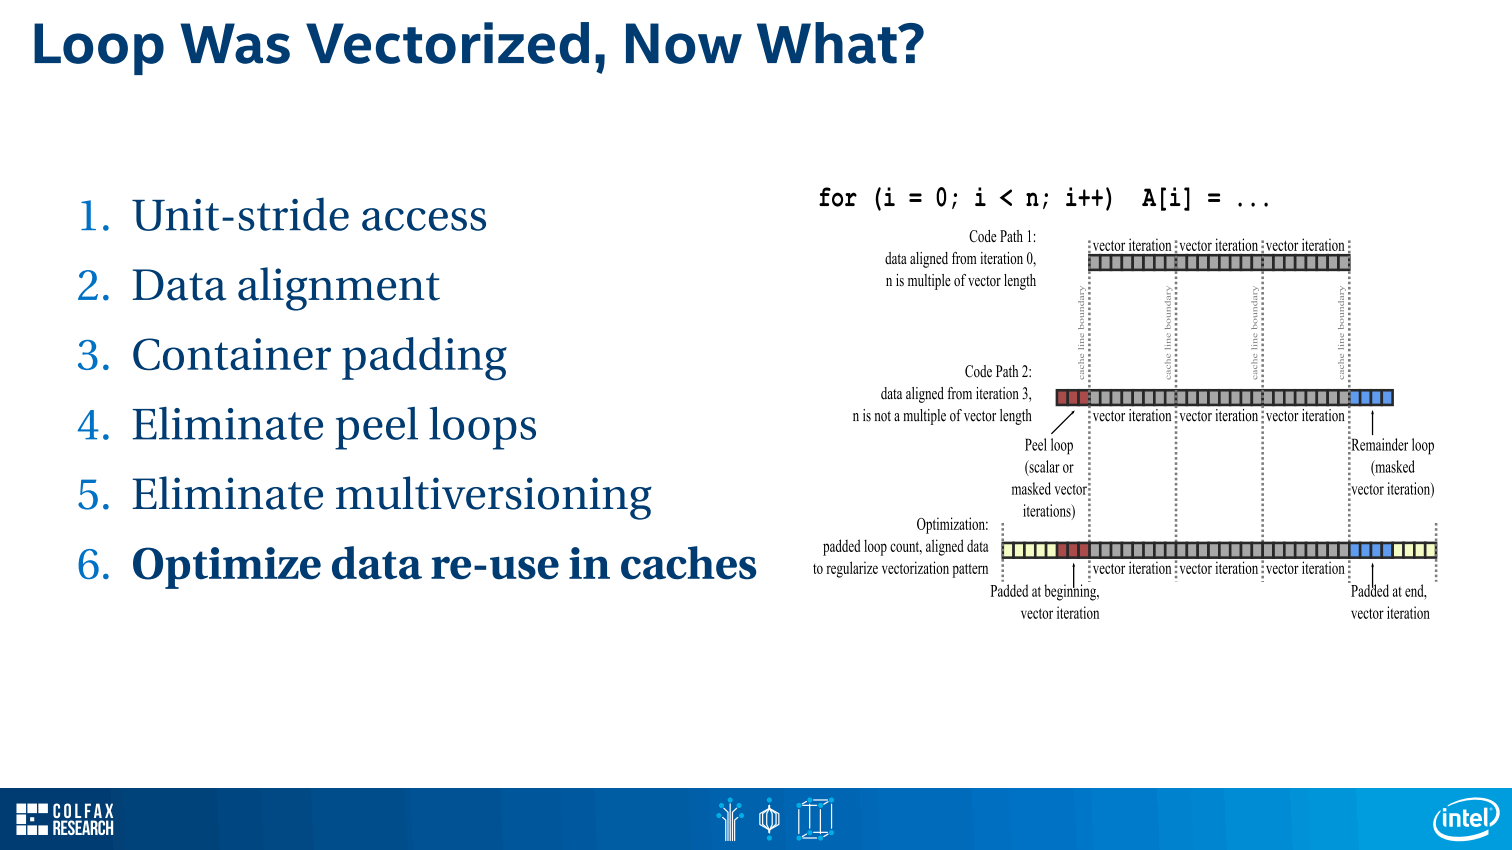 Loop Was Vectorized, Now What?
1. Unit-stride access
2. Data alignment
3. Container padding
4. Eliminate peel loops
5. Eliminate multiversioning
6. Optimize data re-use in caches
for (i = 0; i < n; i++) A[i] = ...
Code Path 1:
data aligned from iteration 0,
n is multiple of vector length
vector iteration vector iteration vector iteration
cache line boundary
cache line boundary
cache line boundary
cache line boundary
Code Path 2:
data aligned from iteration 3,
n is not a multiple of vector length
vector iteration vector iteration vector iteration
Peel loop
(scalar or
masked vector
iterations)
Remainder loop
(masked
vector iteration)
Optimization:
padded loop count, aligned data
to regularize vectorization pattern
vector iteration vector iteration vector iteration
Padded at beginning,
vector iteration
Padded at end,
vector iteration
COLFAX
RESEARCH
intel